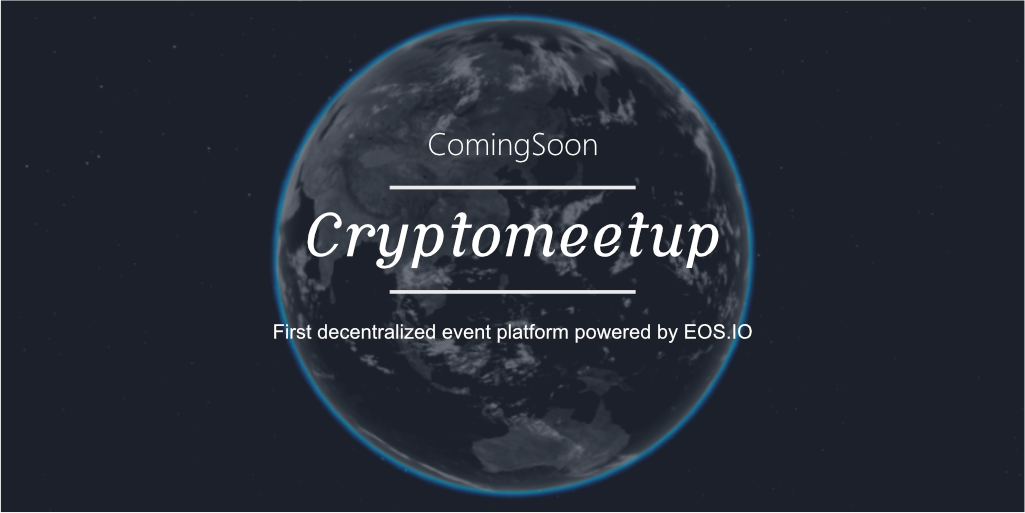 ComingSoon
Cryptomeetup
First decentralized event platform powered by EOS.IO